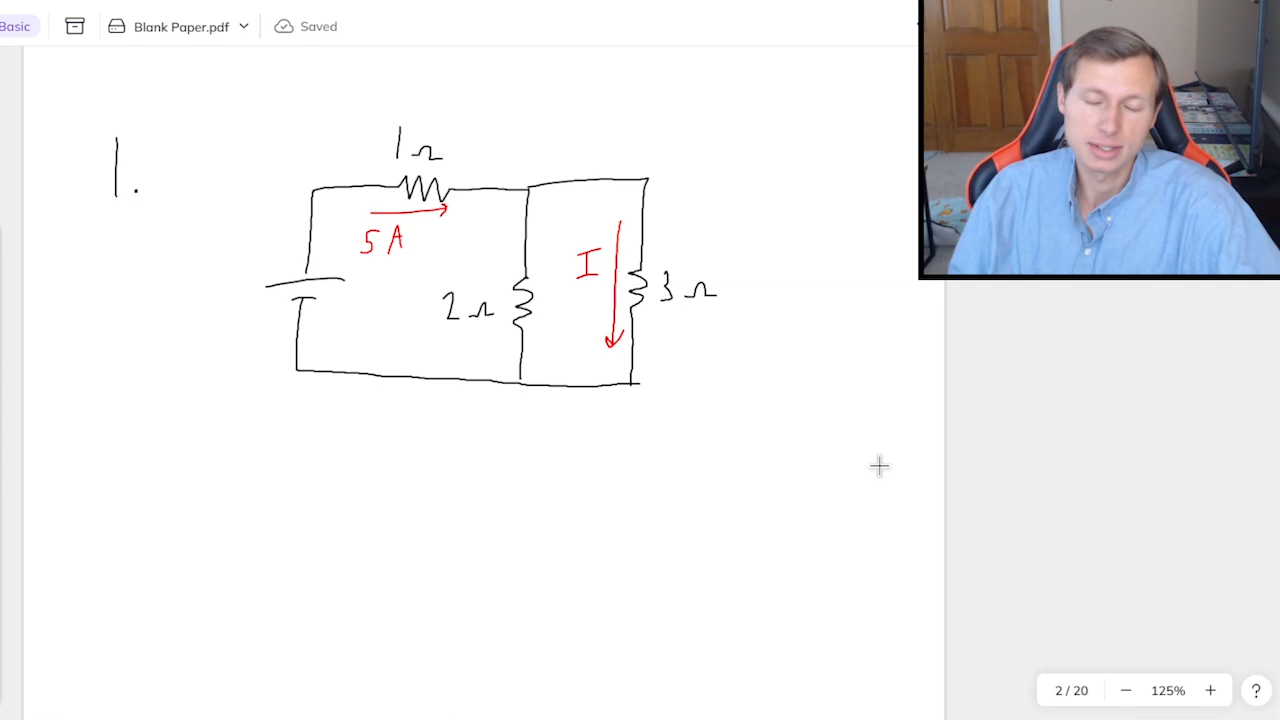 Basic
Blank Paper.pdf
Saved
1.
1 Ω
5 A
I
2 Ω
3 Ω
2 / 20
125%
?